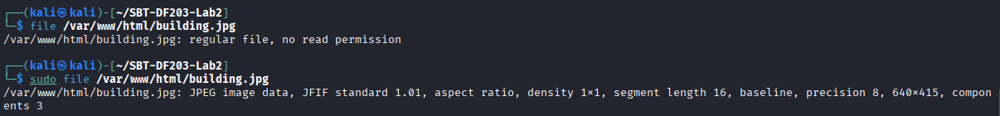 ┌──(kali㉿kali)-[~/SBT-DF203-Lab2]
└─$ file /var/www/html/building.jpg
/var/www/html/building.jpg: regular file, no read permission
┌──(kali㉿kali)-[~/SBT-DF203-Lab2]
└─$ sudo file /var/www/html/building.jpg
/var/www/html/building.jpg: JPEG image data, JFIF standard 1.01, aspect ratio, density 1×1, segment length 16, baseline, precision 8, 640×415, compon
ents 3